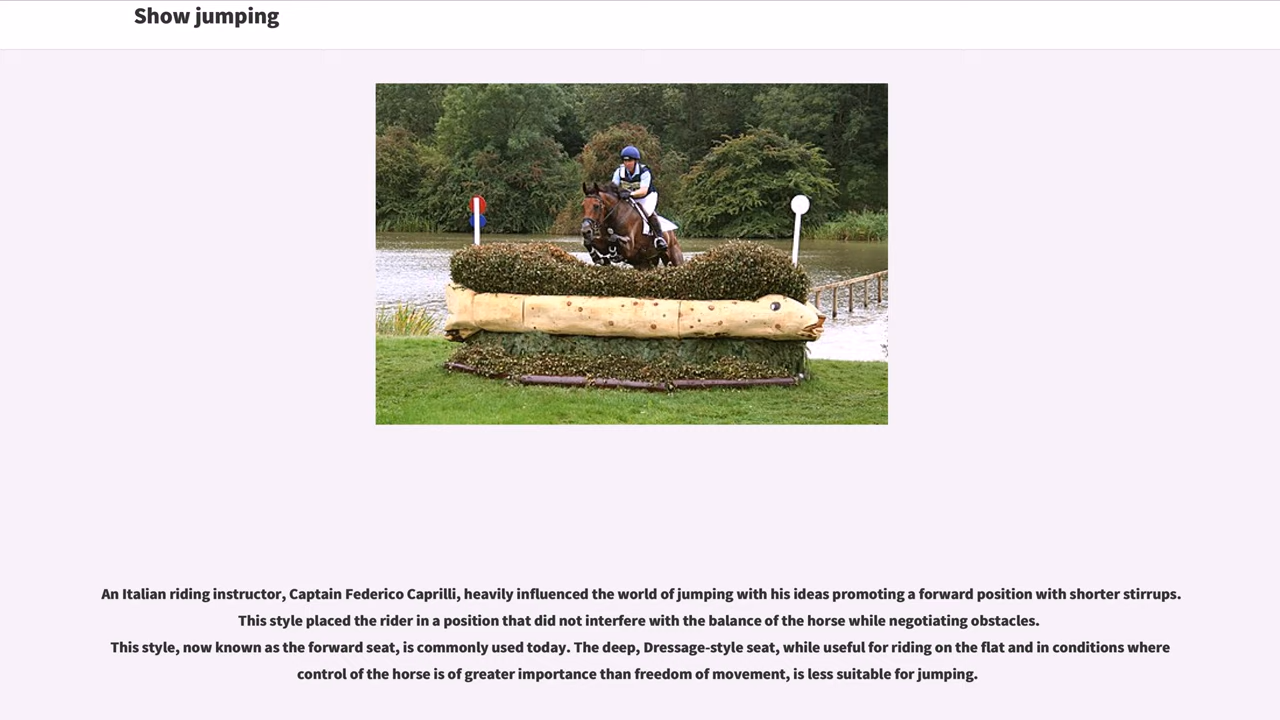 Show jumping
An Italian riding instructor, Captain Federico Caprilli, heavily influenced the world of jumping with his ideas promoting a forward position with shorter stirrups.
This style placed the rider in a position that did not interfere with the balance of the horse while negotiating obstacles.
This style, now known as the forward seat, is commonly used today. The deep, Dressage-style seat, while useful for riding on the flat and in conditions where
control of the horse is of greater importance than freedom of movement, is less suitable for jumping.